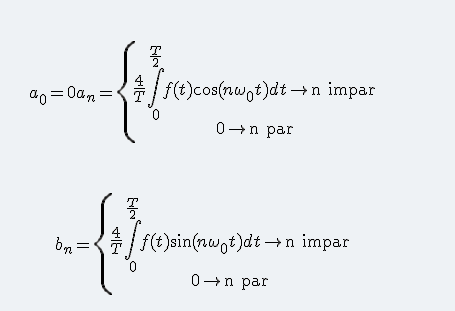 a₀ = 0 aₙ = { 4/T ∫₀^{T/2} f(t)cos(nω₀t)dt → n impar
0 → n par
bₙ = { 4/T ∫₀^{T/2} f(t)sin(nω₀t)dt → n impar
0 → n par